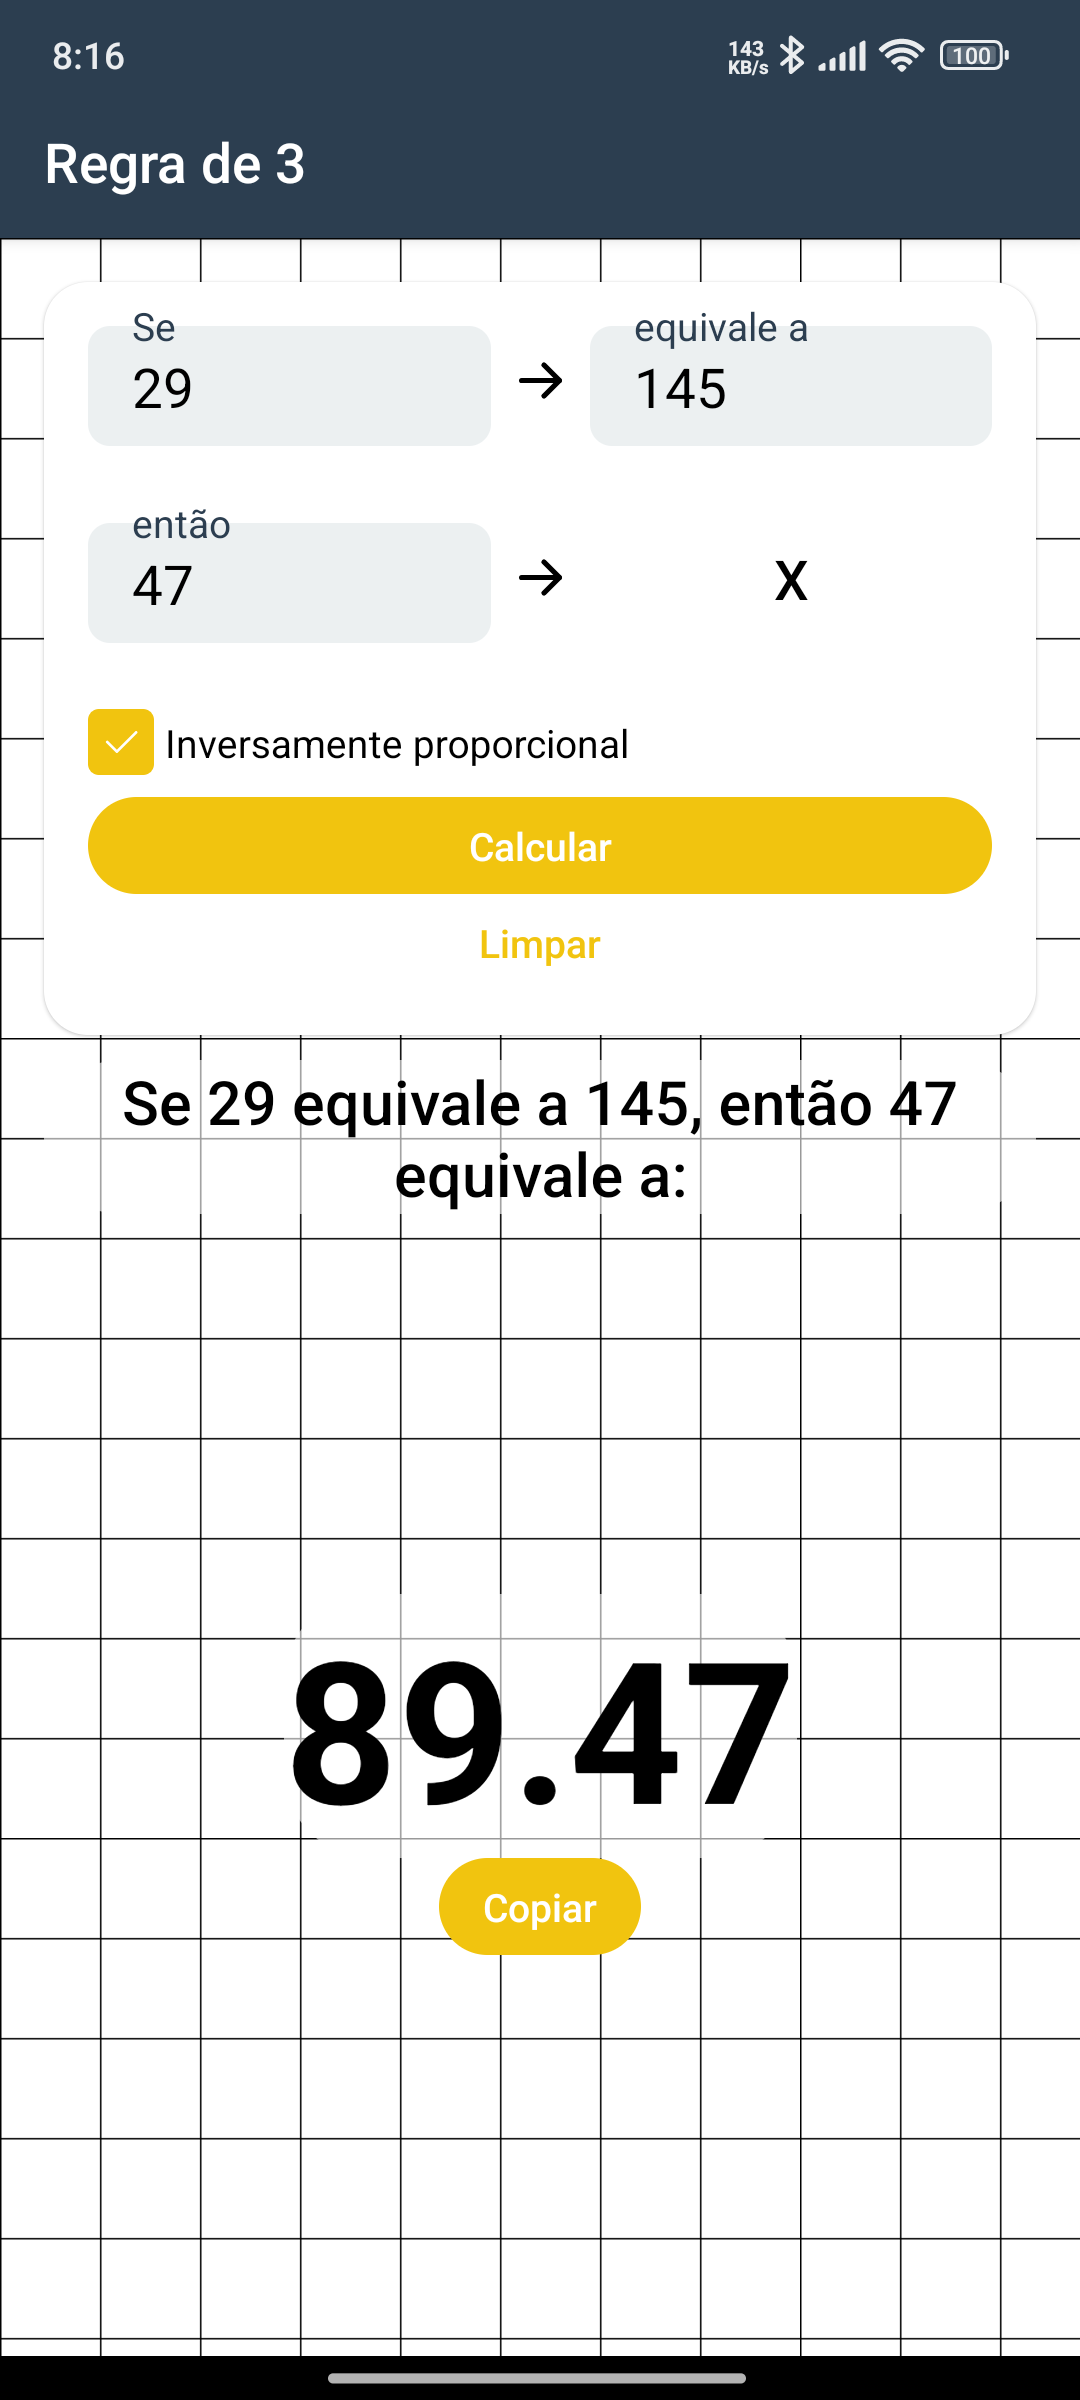 8:16
143
KB/s
100
Regra de 3
Se
equivale a
29
145
então
47
X
Inversamente proporcional
Calcular
Limpar
Se 29 equivale a 145, então 47
equivale a:
89.47
Copiar